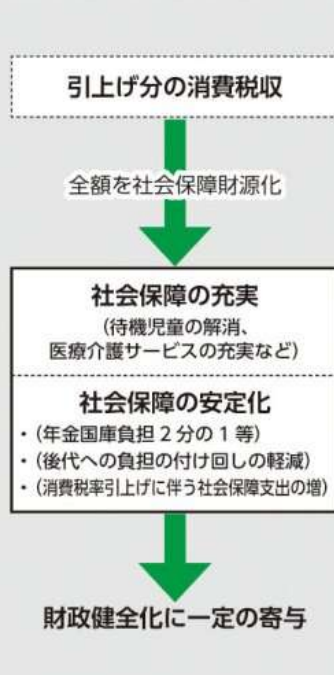 引上げ分の消費税収
全額を社会保障財源化
社会保障の充実
(待機児童の解消、
医療介護サービスの充実など)
社会保障の安定化
・(年金国庫負担2分の1等)
・(後代への負担の付け回しの軽減)
・(消費税率引上げに伴う社会保障支出の増)
財政健全化に一定の寄与